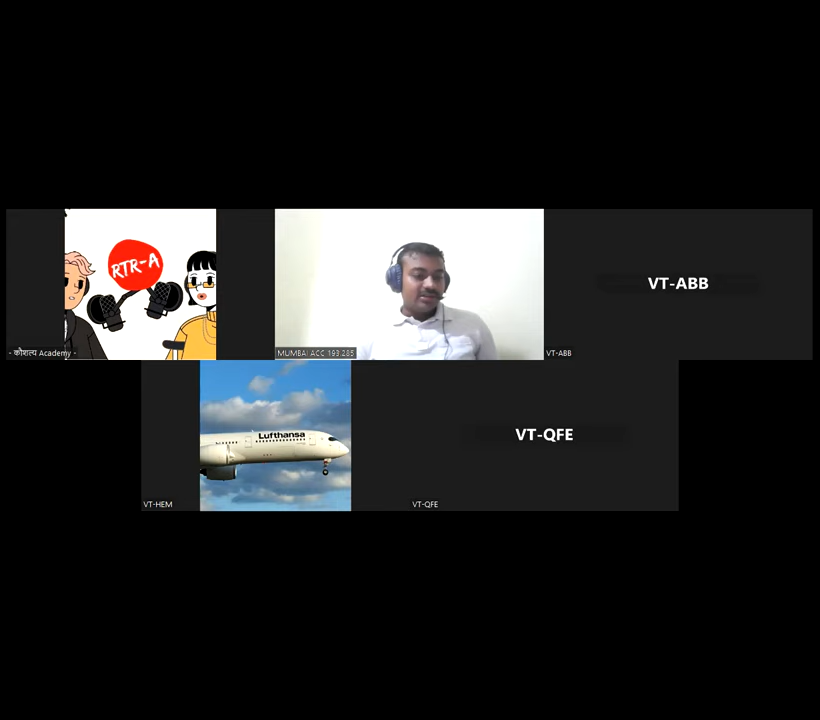 RTR-A
- कौशल्य Academy -
MUMBAI ACC 193.285
VT-ABB
VT-ABB
Lufthansa
VT-HEM
VT-QFE
VT-QFE